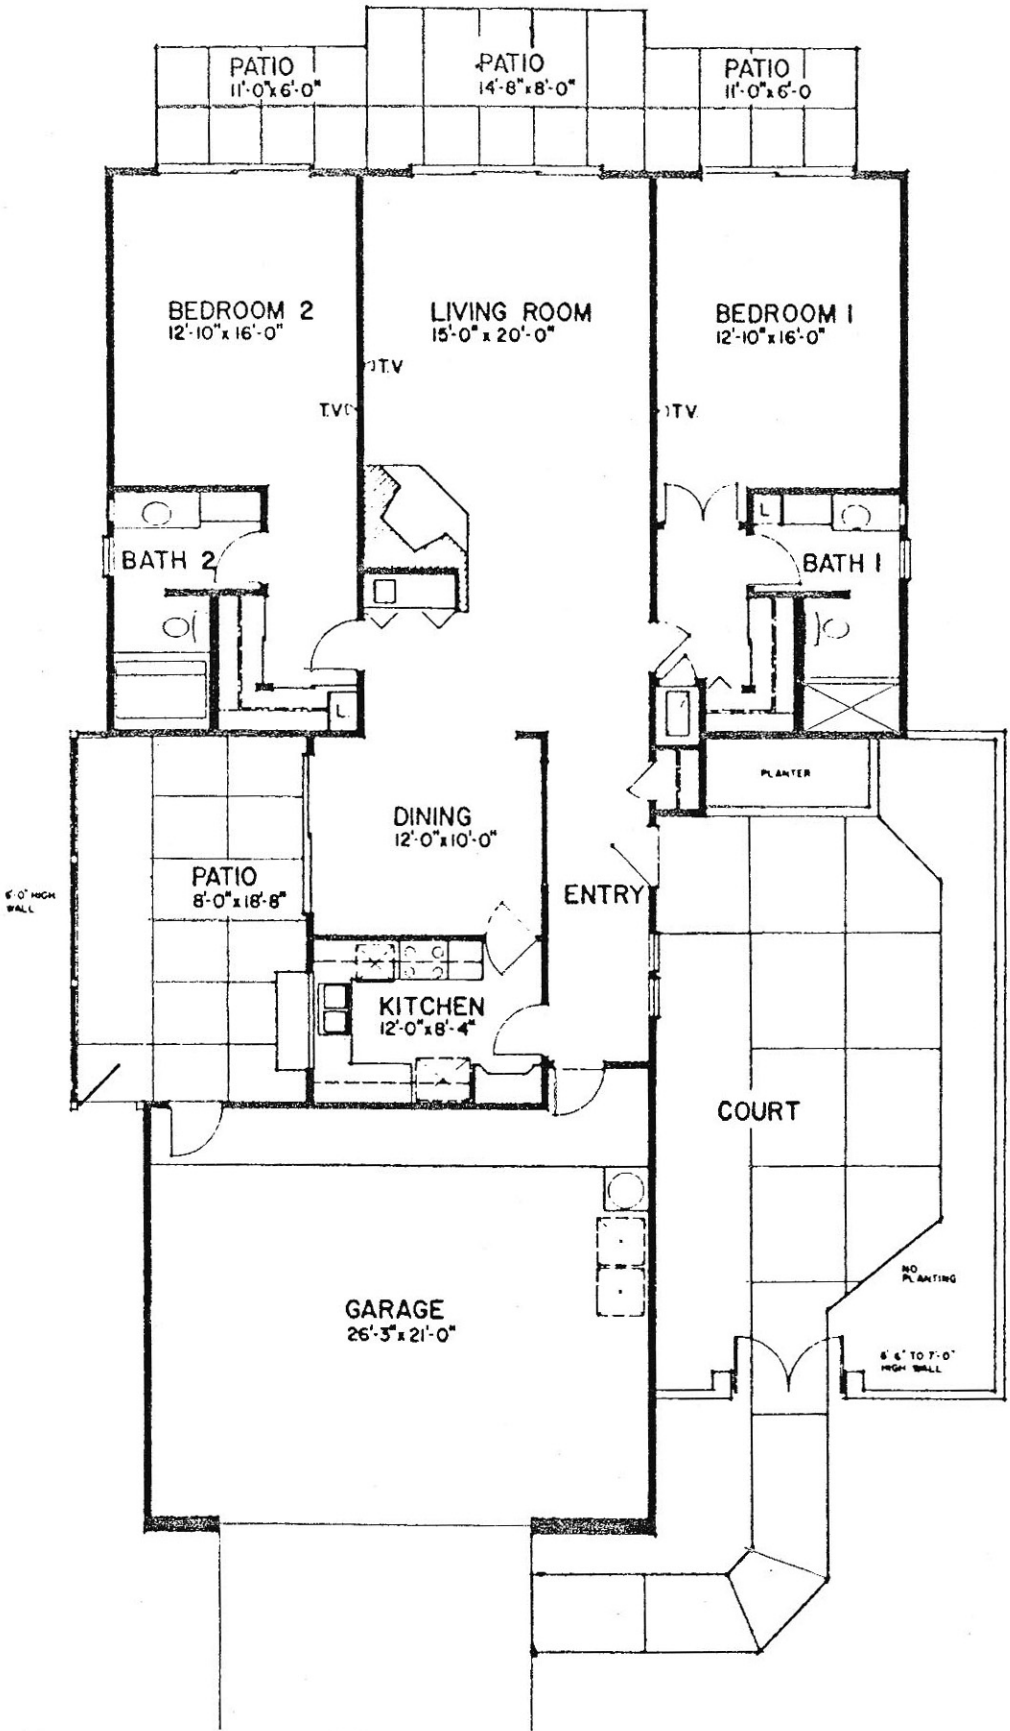 PATIO
11'-0"x6'-0"
PATIO
14'-8"x8'-0"
PATIO
11'-0"x6'-0
BEDROOM 2
12'-10"x16'-0"
LIVING ROOM
15'-0"x20'-0"
BEDROOM 1
12'-10"x16'-0"
T.V
T.V
T.V.
BATH 2
L
BATH 1
L
PLANTER
DINING
12'-0"x10'-0"
PATIO
8'-0"x18'-8"
HIGH
WALL
ENTRY
KITCHEN
12'-0"x8'-4"
COURT
NO
PLANTING
GARAGE
26'-3"x21'-0"
TO 7'-0"
HIGH WALL